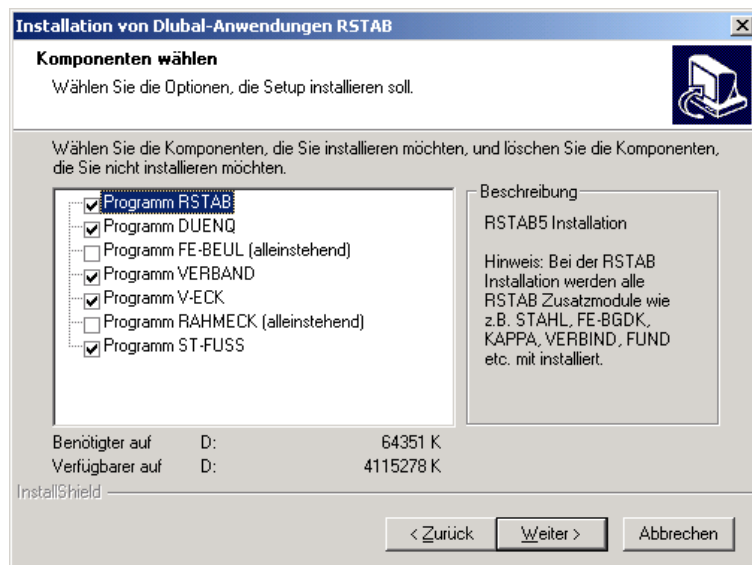 Installation von Dlubal-Anwendungen RSTAB
Komponenten wählen
Wählen Sie die Optionen, die Setup installieren soll.
Wählen Sie die Komponenten, die Sie installieren möchten, und löschen Sie die Komponenten,
die Sie nicht installieren möchten.
Programm RSTAB
Programm DUENQ
Programm FE-BEUL (alleinstehend)
Programm VERBAND
Programm V-ECK
Programm RAHMECK (alleinstehend)
Programm ST-FUSS
Beschreibung
RSTAB5 Installation
Hinweis: Bei der RSTAB
Installation werden alle
RSTAB Zusatzmodule wie
z.B. STAHL, FE-BGDK,
KAPPA, VERBIND, FUND
etc. mit installiert.
Benötigter auf D: 64351 K
Verfügbarer auf D: 4115278 K
InstallShield
< Zurück Weiter > Abbrechen